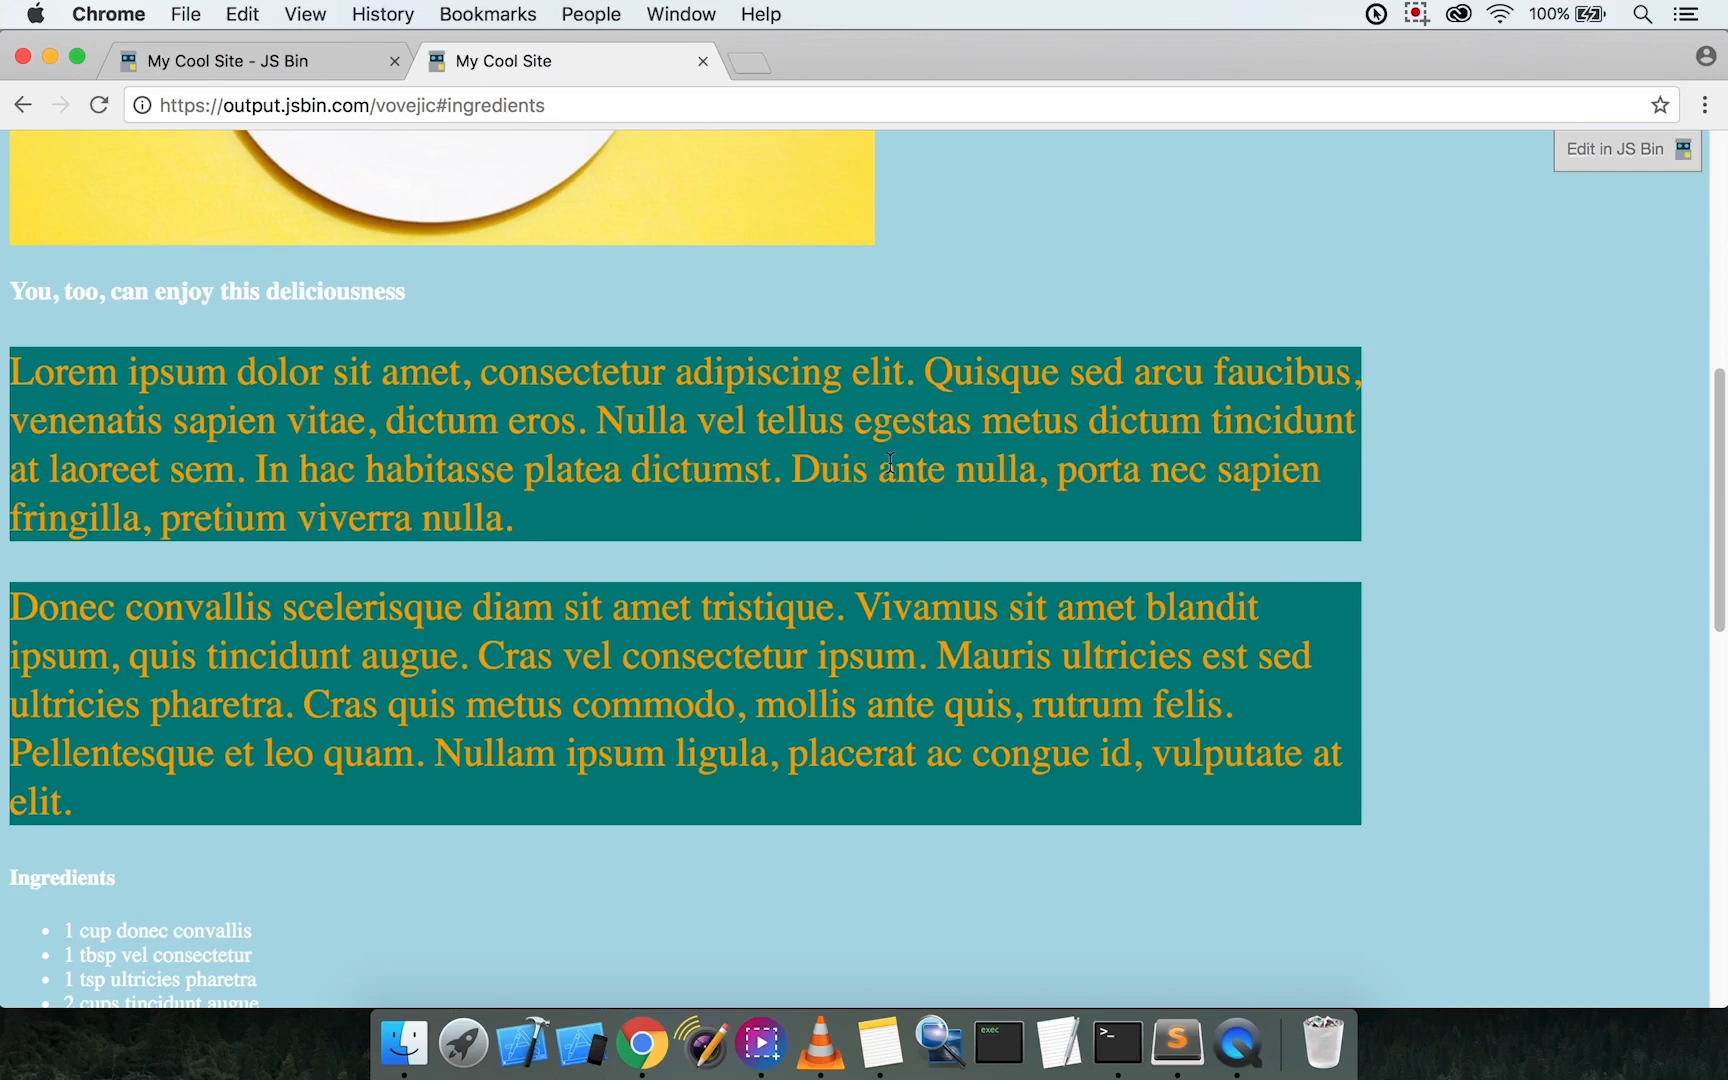 Chrome File Edit View History Bookmarks People Window Help 100%
My Cool Site - JS Bin My Cool Site
https://output.jsbin.com/vovejic#ingredients
Edit in JS Bin
You, too, can enjoy this deliciousness
Lorem ipsum dolor sit amet, consectetur adipiscing elit. Quisque sed arcu faucibus,
venenatis sapien vitae, dictum eros. Nulla vel tellus egestas metus dictum tincidunt
at laoreet sem. In hac habitasse platea dictumst. Duis ante nulla, porta nec sapien
fringilla, pretium viverra nulla.
Donec convallis scelerisque diam sit amet tristique. Vivamus sit amet blandit
ipsum, quis tincidunt augue. Cras vel consectetur ipsum. Mauris ultricies est sed
ultricies pharetra. Cras quis metus commodo, mollis ante quis, rutrum felis.
Pellentesque et leo quam. Nullam ipsum ligula, placerat ac congue id, vulputate at
elit.
Ingredients
• 1 cup donec convallis
• 1 tbsp vel consectetur
• 1 tsp ultricies pharetra
• 2 cups tincidunt augue
exec